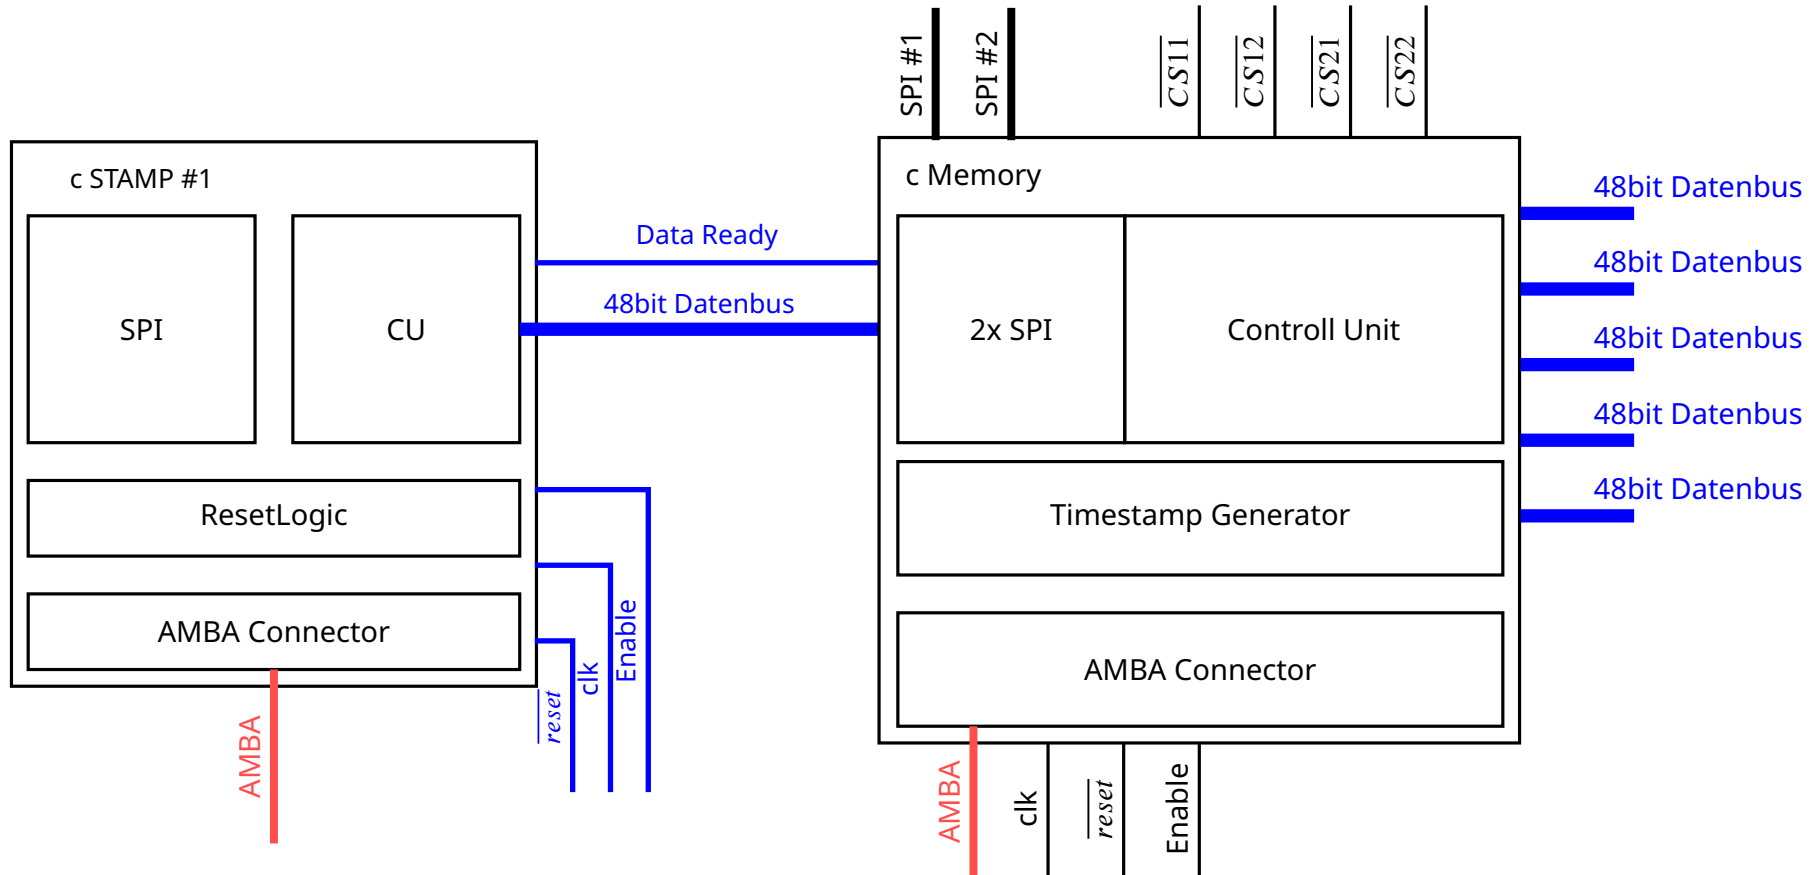 SPI #1
SPI #2
CS11
CS12
CS21
CS22
c STAMP #1
SPI
CU
ResetLogic
AMBA Connector
AMBA
reset
clk
Enable
Data Ready
48bit Datenbus
c Memory
2x SPI
Controll Unit
Timestamp Generator
AMBA Connector
AMBA
clk
reset
Enable
48bit Datenbus
48bit Datenbus
48bit Datenbus
48bit Datenbus
48bit Datenbus